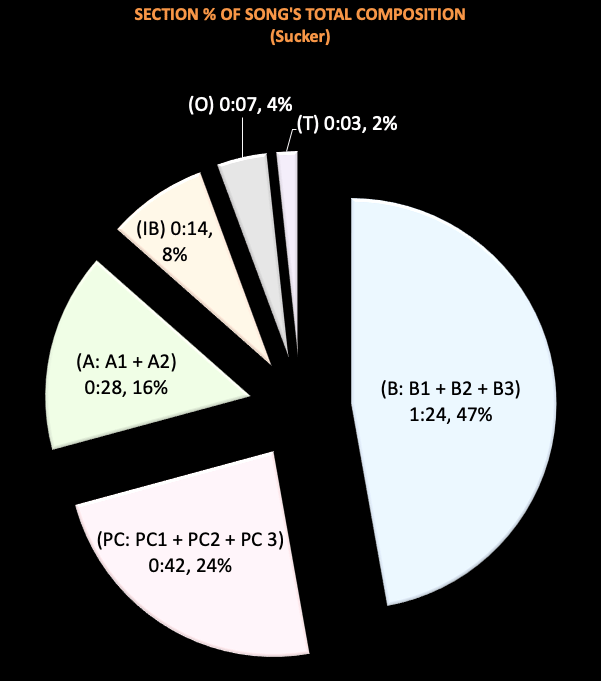 SECTION % OF SONG'S TOTAL COMPOSITION
(Sucker)
(O) 0:07, 4%
(T) 0:03, 2%
(IB) 0:14,
8%
(A: A1 + A2)
0:28, 16%
(B: B1 + B2 + B3)
1:24, 47%
(PC: PC1 + PC2 + PC 3)
0:42, 24%